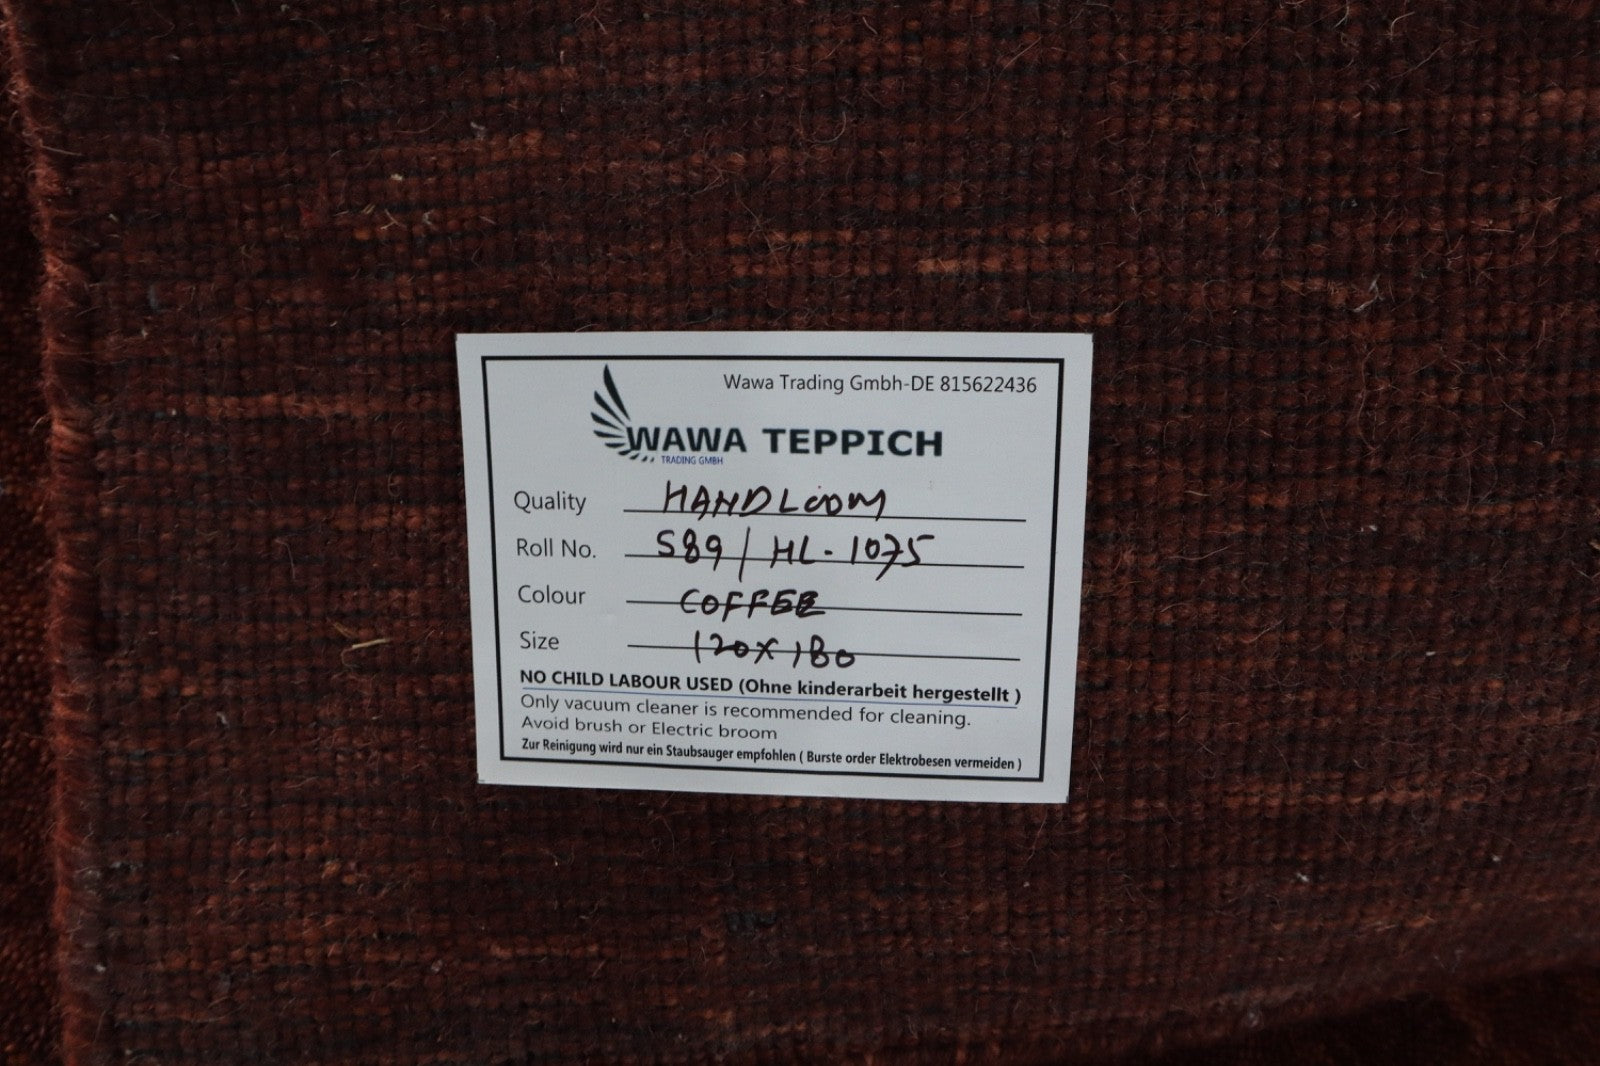 Wawa Trading Gmbh-DE 815622436
WAWA TEPPICH
TRADING GMBH
Quality HANDLOOM
Roll No. S89 / HL - 1075
Colour COFFEE
Size 120 x 180
NO CHILD LABOUR USED (Ohne kinderarbeit hergestellt )
Only vacuum cleaner is recommended for cleaning.
Avoid brush or Electric broom
Zur Reinigung wird nur ein Staubsauger empfohlen ( Burste order Elektrobesen vermeiden )